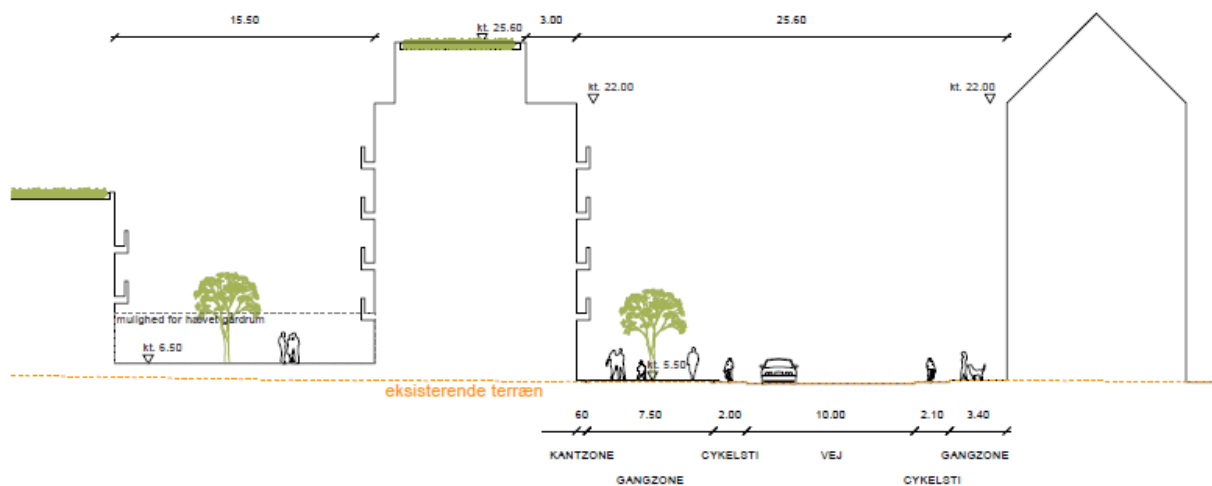 15.50
3.00
25.60
kt. 25.60
kt. 22.00
kt. 22.00
mulighed for hævet gårdrum
kt. 6.50
kt. 5.50
eksisterende terræn
60
7.50
2.00
10.00
2.10
3.40
KANTZONE
CYKELSTI
VEJ
GANGZONE
GANGZONE
CYKELSTI